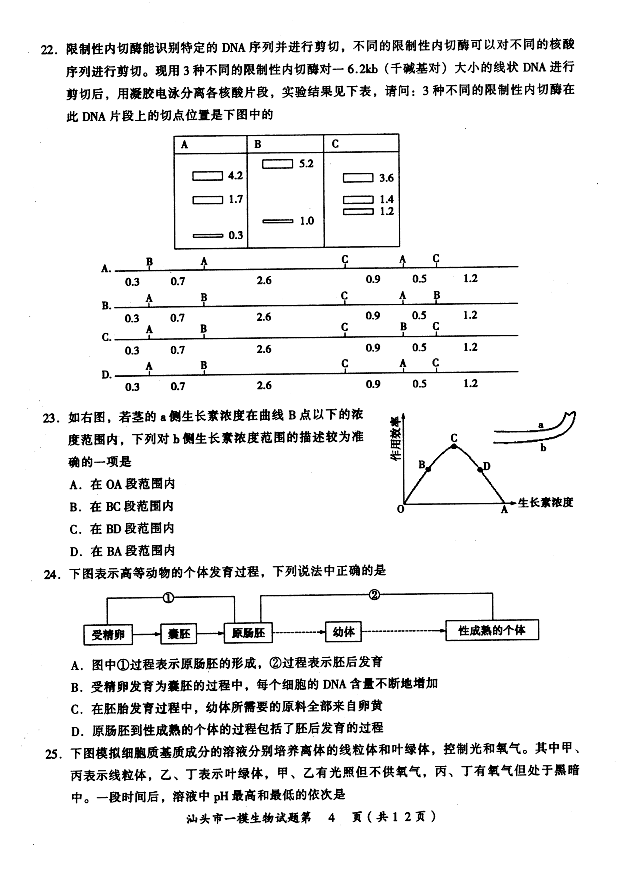 22．限制性内切酶能识别特定的 DNA 序列并进行剪切，不同的限制性内切酶可以对不同的核酸
序列进行剪切。现用 3 种不同的限制性内切酶对一 6.2kb（千碱基对）大小的线状 DNA 进行
剪切后，用凝胶电泳分离各核酸片段，实验结果见下表，请问：3 种不同的限制性内切酶在
此 DNA 片段上的切点位置是下图中的
A B C
5.2
4.2 3.6
1.7 1.4
1.2
1.0
0.3
B A C A C
A.
0.3 0.7 2.6 0.9 0.5 1.2
A B C A B
B.
0.3 0.7 2.6 0.9 0.5 1.2
A B C B C
C.
0.3 0.7 2.6 0.9 0.5 1.2
A B C A C
D.
0.3 0.7 2.6 0.9 0.5 1.2
23．如右图，若茎的 a 侧生长素浓度在曲线 B 点以下的浓
度范围内，下列对 b 侧生长素浓度范围的描述较为准
确的一项是
A．在 OA 段范围内
B．在 BC 段范围内
C．在 BD 段范围内
D．在 BA 段范围内
作用效率
C
B D
O A 生长素浓度
a
b
24．下图表示高等动物的个体发育过程，下列说法中正确的是
① ②
受精卵 囊胚 原肠胚 幼体 性成熟的个体
A．图中①过程表示原肠胚的形成，②过程表示胚后发育
B．受精卵发育为囊胚的过程中，每个细胞的 DNA 含量不断地增加
C．在胚胎发育过程中，幼体所需要的原料全部来自卵黄
D．原肠胚到性成熟的个体的过程包括了胚后发育的过程
25．下图模拟细胞质基质成分的溶液分别培养离体的线粒体和叶绿体，控制光和氧气。其中甲、
丙表示线粒体，乙、丁表示叶绿体，甲、乙有光照但不供氧气，丙、丁有氧气但处于黑暗
中。一段时间后，溶液中 pH 最高和最低的依次是
汕头市一模生物试题第 4 页(共12页)